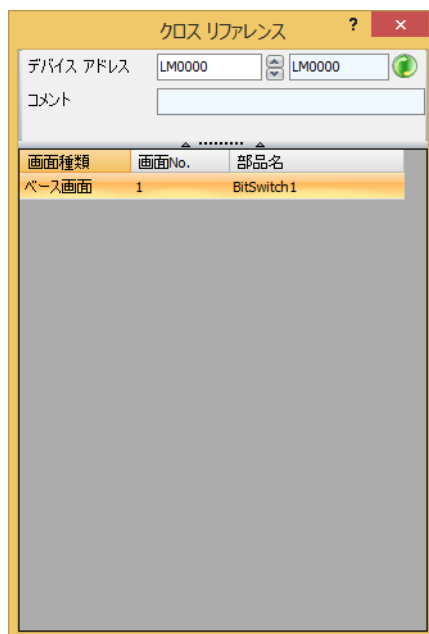 クロス リファレンス ? ×
デバイス アドレス LM0000 LM0000
コメント
画面種類 画面No. 部品名
ベース画面 1 BitSwitch1